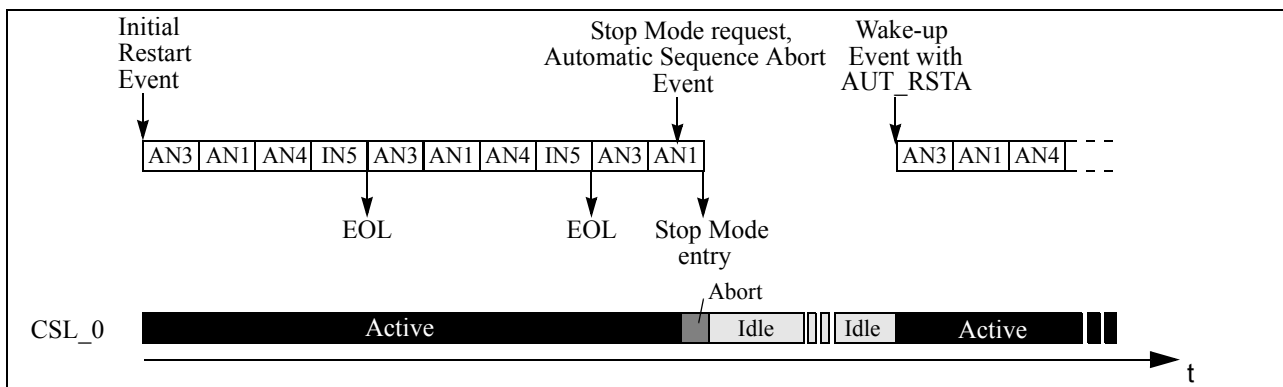 Initial
Restart
Event
Stop Mode request,
Automatic Sequence Abort
Event
Wake-up
Event with
AUT_RSTA
AN3 AN1 AN4 IN5 AN3 AN1 AN4 IN5 AN3 AN1
AN3 AN1 AN4
EOL
EOL
Stop Mode
entry
Abort
CSL_0
Active
Idle
Idle
Active
t